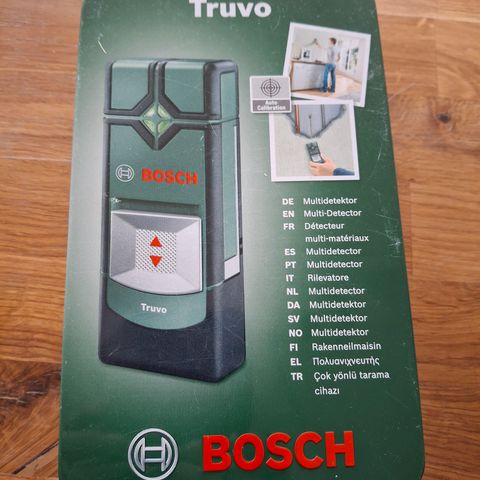 Truvo
Auto
Calibration
BOSCH
Truvo
DE Multidetektor
EN Multi-Detector
FR Détecteur
multi-matériaux
ES Multidetector
PT Multidetector
IT Rilevatore
NL Multidetector
DA Multidetektor
SV Multidetektor
NO Multidetektor
FI Rakenneilmaisin
EL Πολυανιχνευτής
TR Çok yönlü tarama
cihazı
BOSCH